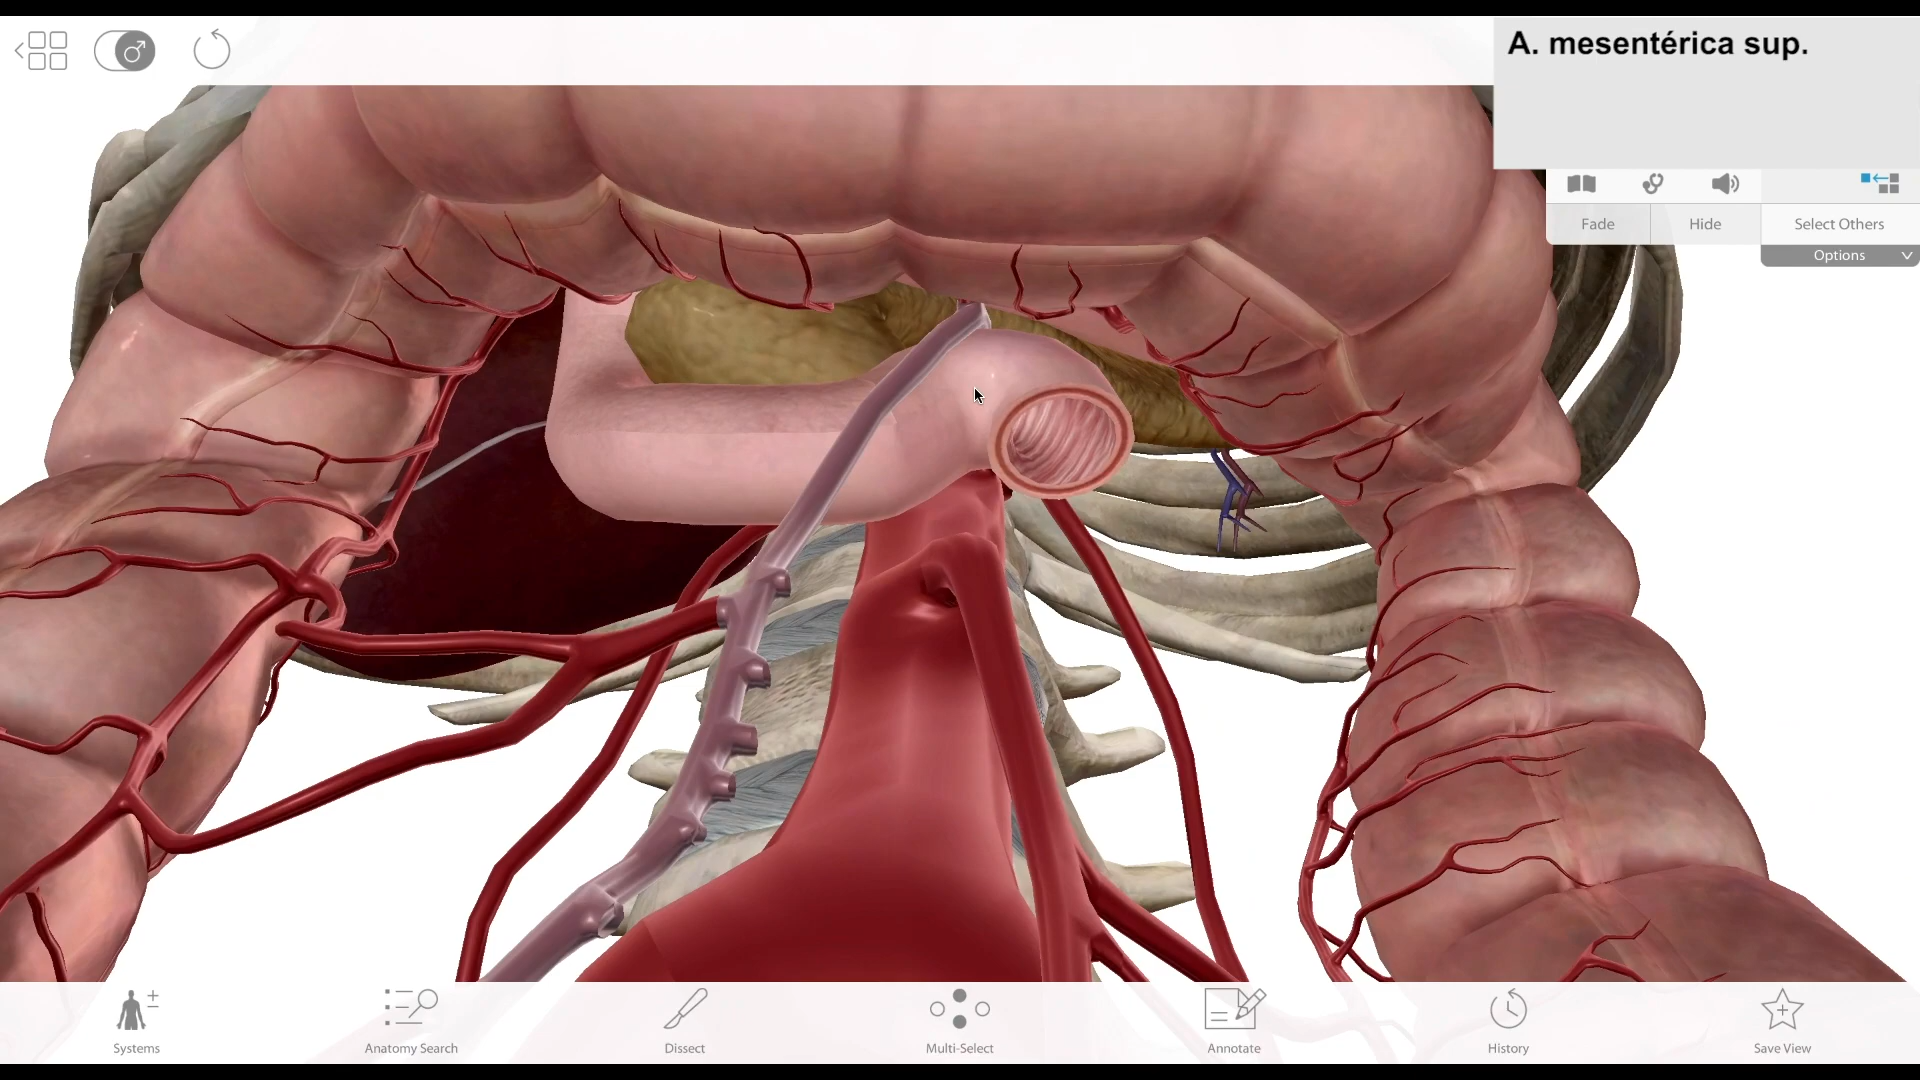 A. mesentérica sup.
Fade
Hide
Select Others
Options
Systems
Anatomy Search
Dissect
Multi-Select
Annotate
History
Save View